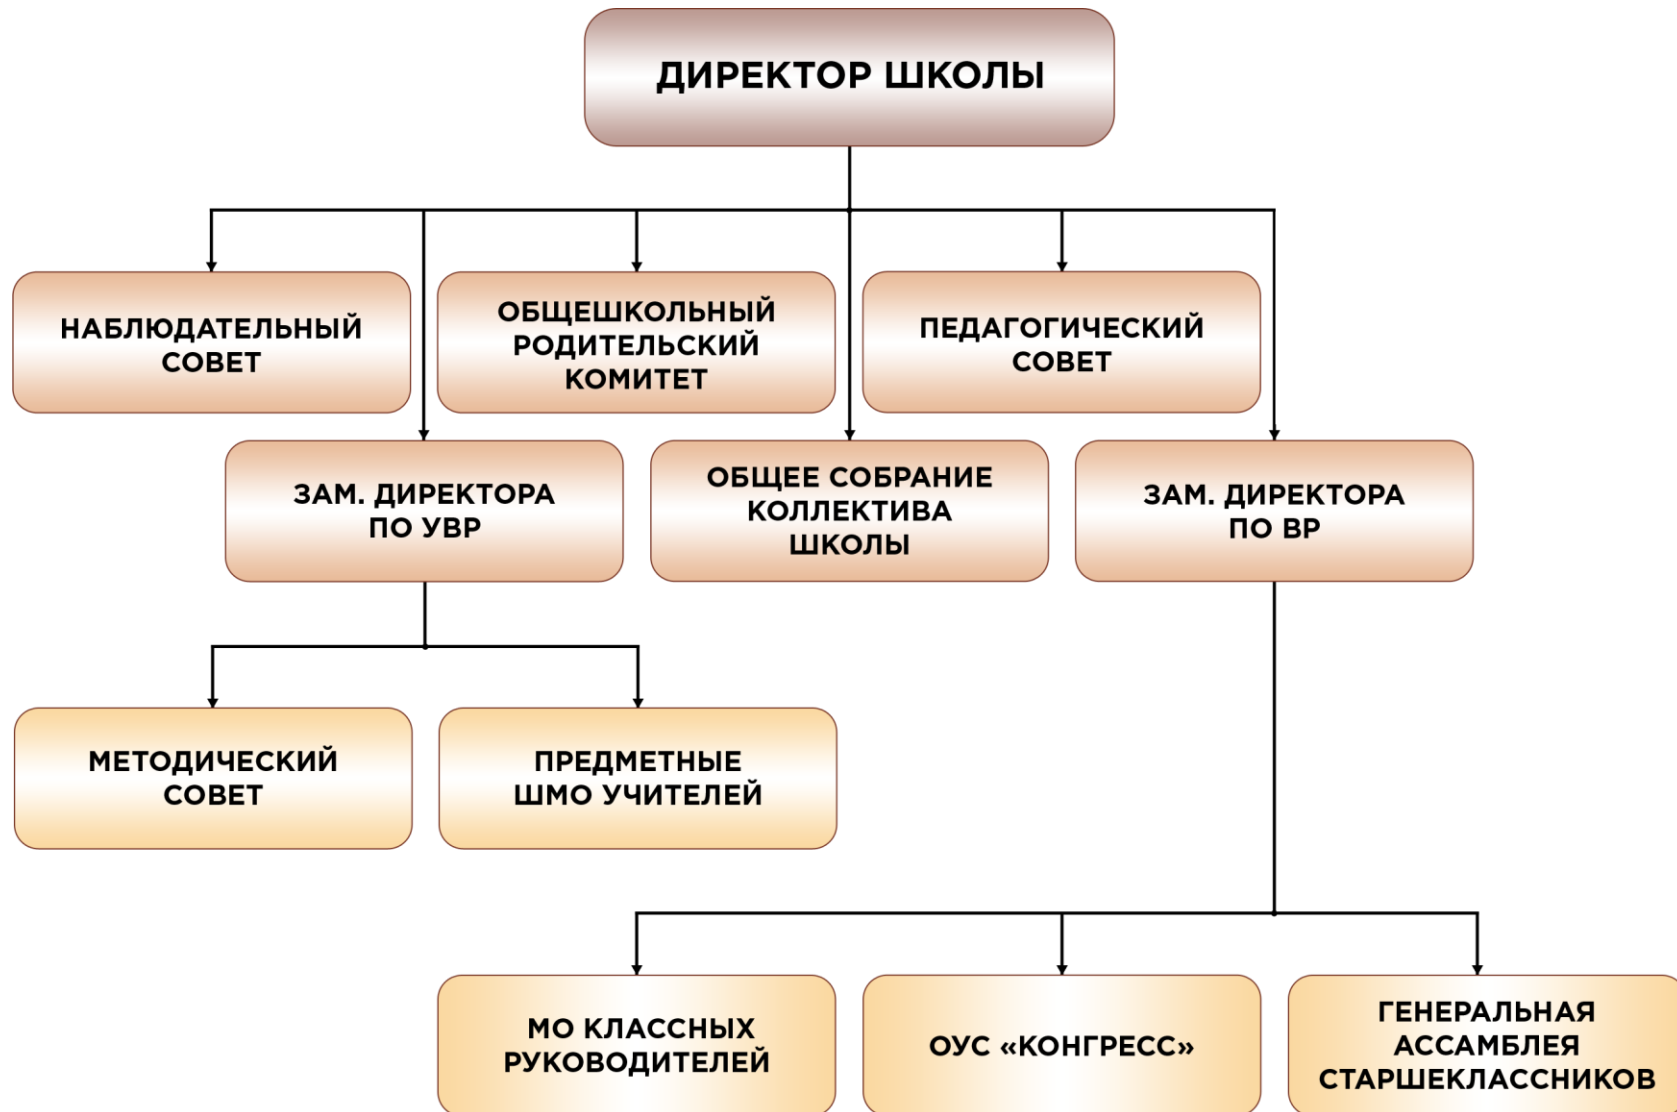 ДИРЕКТОР ШКОЛЫ
НАБЛЮДАТЕЛЬНЫЙ
СОВЕТ
ОБЩЕШКОЛЬНЫЙ
РОДИТЕЛЬСКИЙ
КОМИТЕТ
ПЕДАГОГИЧЕСКИЙ
СОВЕТ
ЗАМ. ДИРЕКТОРА
ПО УВР
ОБЩЕЕ СОБРАНИЕ
КОЛЛЕКТИВА
ШКОЛЫ
ЗАМ. ДИРЕКТОРА
ПО ВР
МЕТОДИЧЕСКИЙ
СОВЕТ
ПРЕДМЕТНЫЕ
ШМО УЧИТЕЛЕЙ
МО КЛАССНЫХ
РУКОВОДИТЕЛЕЙ
ОУС «КОНГРЕСС»
ГЕНЕРАЛЬНАЯ
АССАМБЛЕЯ
СТАРШЕКЛАССНИКОВ